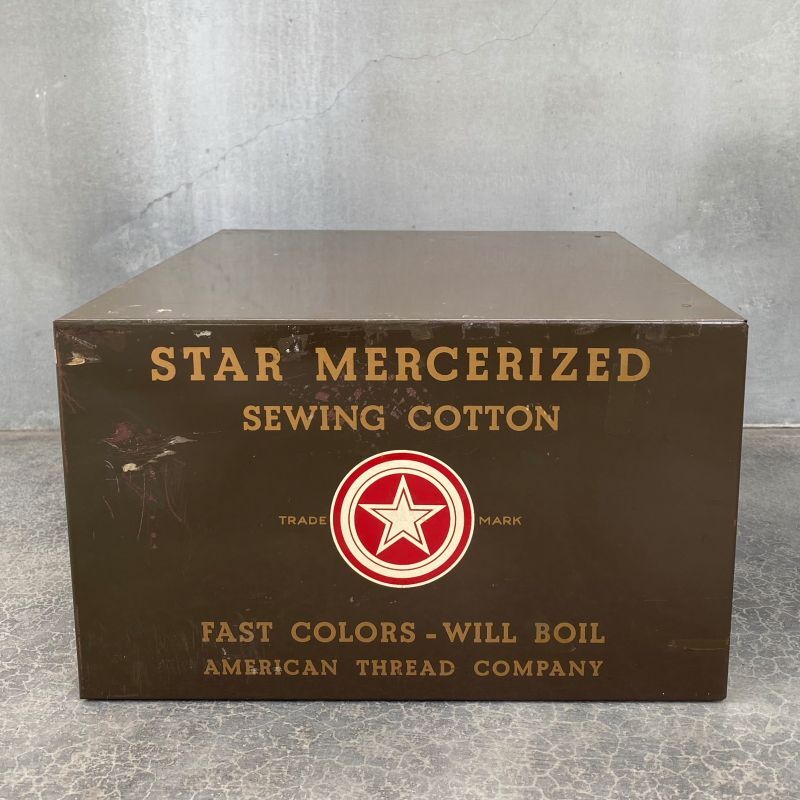 STAR MERCERIZED
SEWING COTTON
TRADE MARK
FAST COLORS - WILL BOIL
AMERICAN THREAD COMPANY